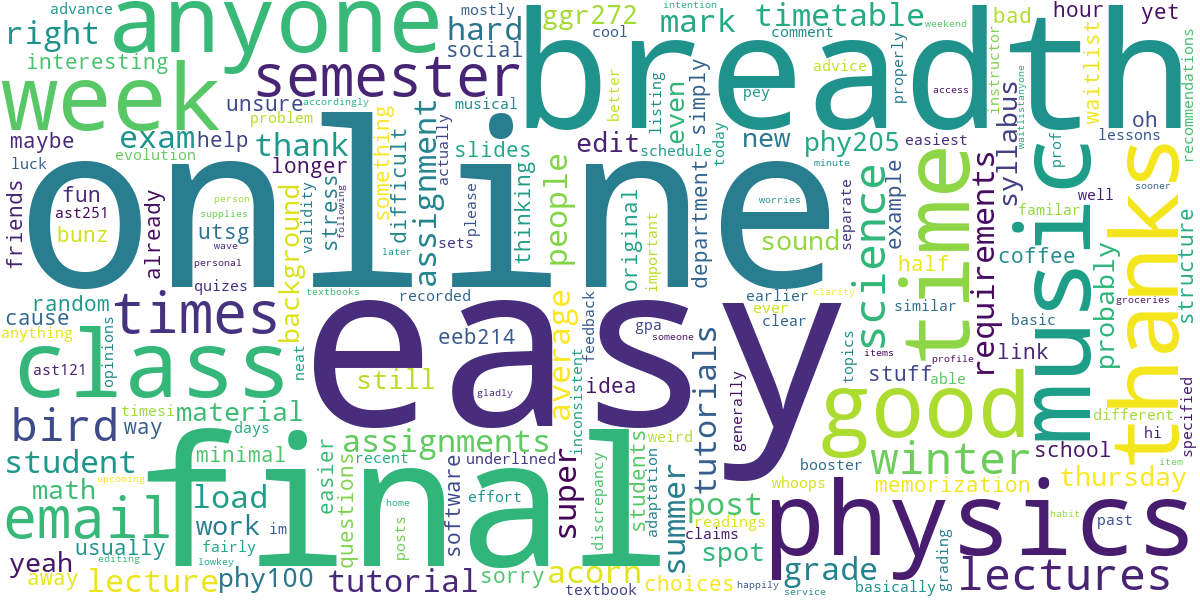 advance
anyone
mostly
intention
ggr272
mark
timetable
weekend
bad
hour
yet
right
hard
cool
comment
interesting
social
breadth
better
advice
properly
instructor
waitlist
recommendations
week
semester
unsure
accordingly
musical
listing
even
simply
pey
access
waitlistanyone
syllabus
oh
maybe
exam
help
problem
thank
something
difficult
assignment
actually
slides
edit
new
phy205
easiest
prof
lessons
luck
evolution
longer
schedule
today
minute
friends
fun
ast251
bunz
already
utsg
person
supplies
wave
personal
quizes
background
validity
stress
following
online
please
sets
later
thinking
people
original
important
department
sound
worries
separate
science
example
half
time
requirements
music
well
sooner
familar
coffee
thanks
structure
random
times
textbooks
recorded
earlier
ever
clarity
similar
basic
groceries
probably
cause
anything
class
ast121
opinions
neat
easy
eeb214
average
feedback
gpa
someone
clear
items
profile
link
still
gladly
idea
tutorials
generally
topics
stuff
able
bird
way
timesi
material
days
inconsistent
good
different
hi
specified
student
minimal
final
assignments
easier
recent
underlined
weird
students
discrepancy
adaptation
booster
winter
school
math
upcoming
load
questions
home
effort
software
super
summer
post
readings
whoops
memorization
thursday
item
email
work
im
posts
claims
physics
habit
past
usually
editing
fairly
lowkey
spot
grade
grading
yeah
away
lecture
phy100
tutorial
sorry
acorn
textbook
choices
happily
service
basically
lectures